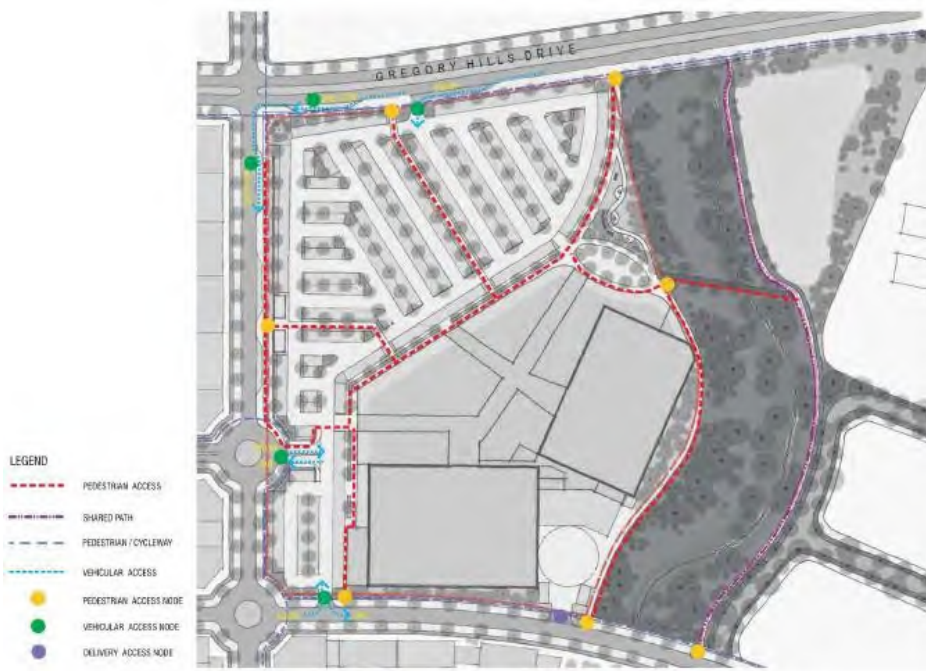 GREGORY HILLS DRIVE
LEGEND
PEDESTRIAN ACCESS
SHARED PATH
PEDESTRIAN / CYCLEWAY
VEHICULAR ACCESS
PEDESTRIAN ACCESS NODE
VEHICULAR ACCESS NODE
DELIVERY ACCESS NODE